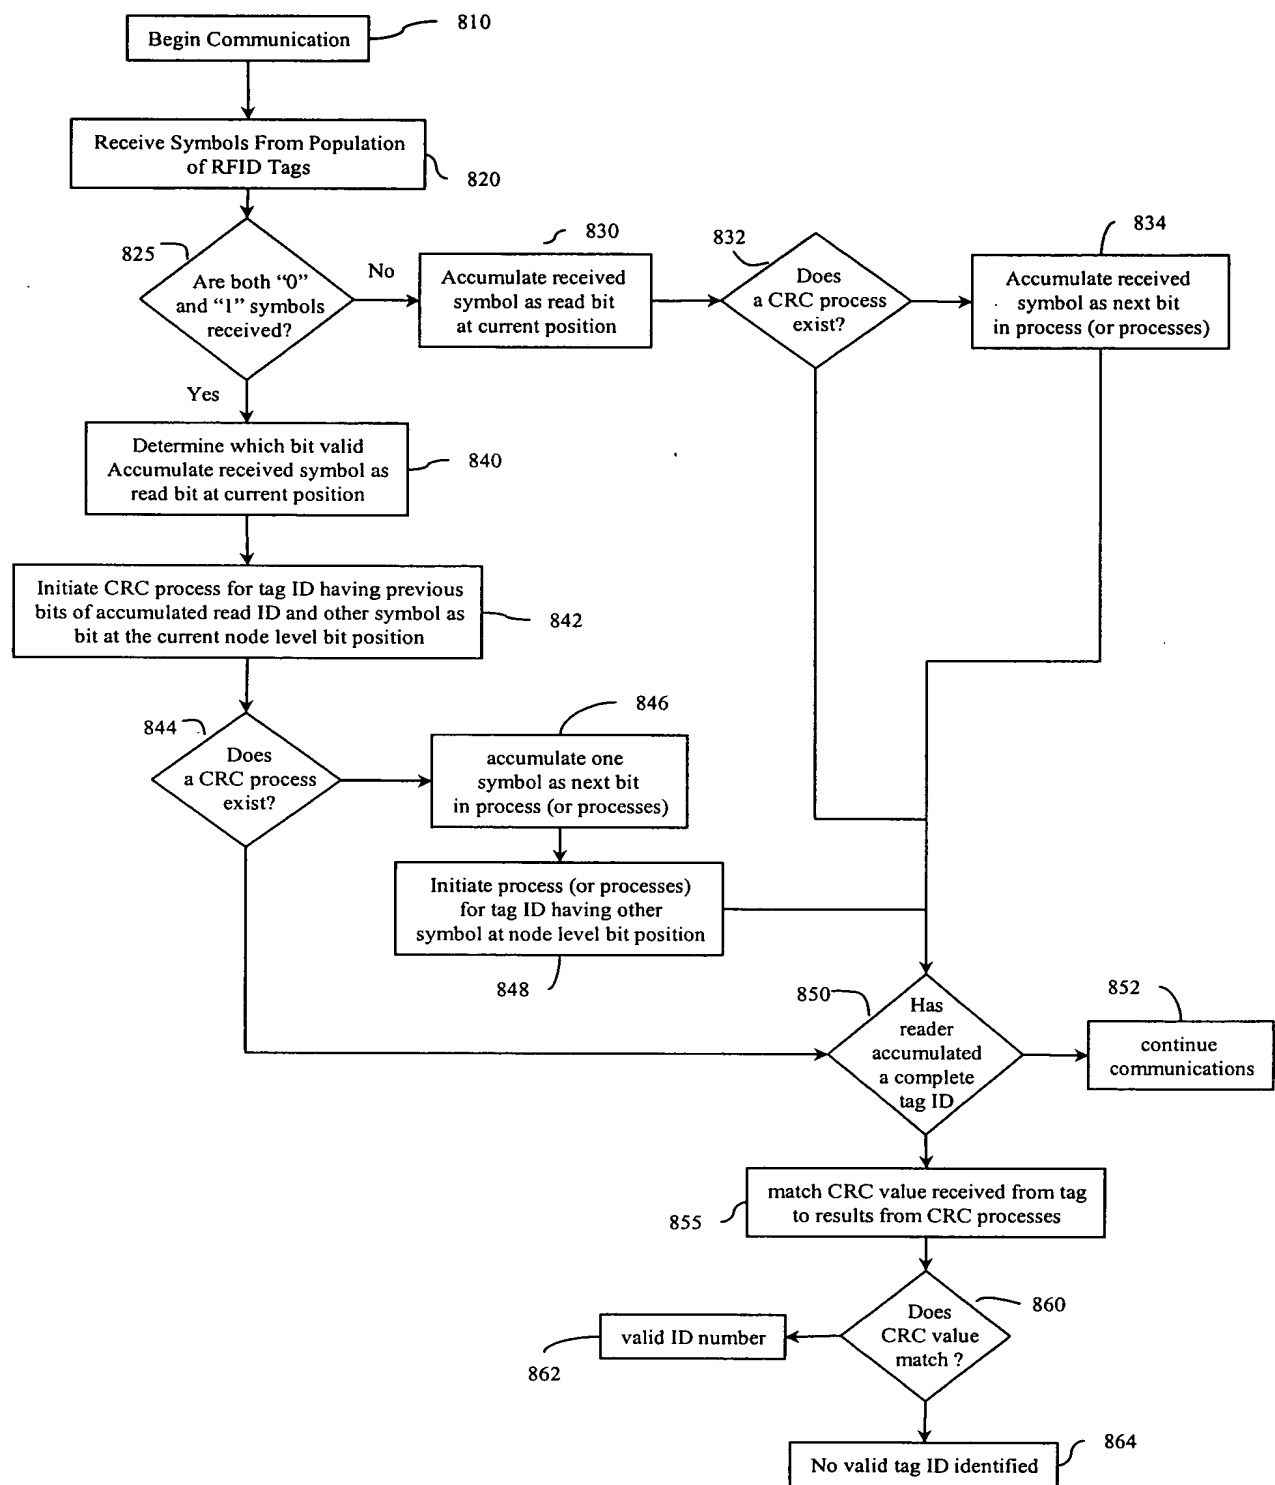 Begin Communication
810
Receive Symbols From Population
of RFID Tags
820
825
Are both “0”
and “1” symbols
received?
No
Yes
830
Accumulate received
symbol as read bit
at current position
832
Does
a CRC process
exist?
834
Accumulate received
symbol as next bit
in process (or processes)
Determine which bit valid
Accumulate received symbol as
read bit at current position
840
Initiate CRC process for tag ID having previous
bits of accumulated read ID and other symbol as
bit at the current node level bit position
842
844
Does
a CRC process
exist?
846
accumulate one
symbol as next bit
in process (or processes)
Initiate process (or processes)
for tag ID having other
symbol at node level bit position
848
850
Has
reader
accumulated
a complete
tag ID
852
continue
communications
match CRC value received from tag
to results from CRC processes
855
860
Does
CRC value
match ?
valid ID number
862
864
No valid tag ID identified